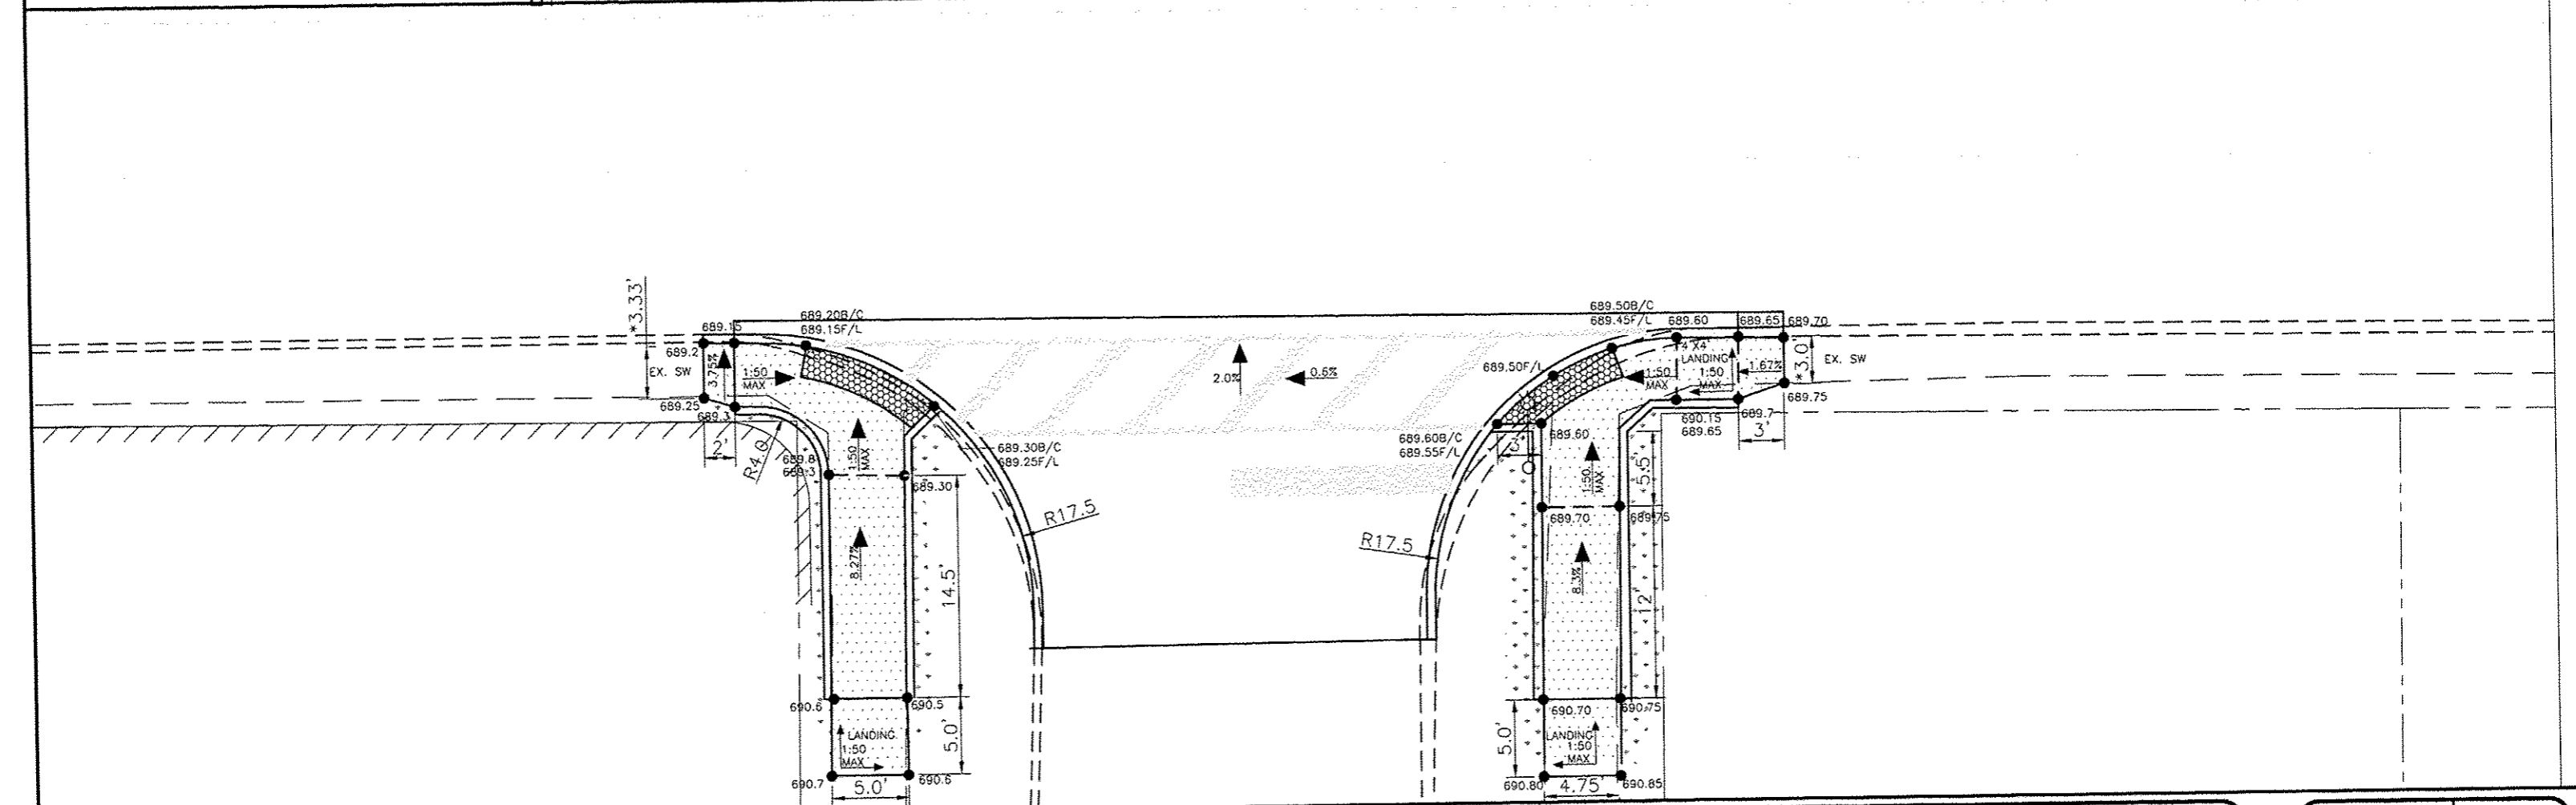 *3.33'
689.15
689.20B/C
689.15F/L
689.2
EX. SW
3.75%
1:50
MAX
689.25
689.3
2'
R4.0
689.8
689.3
1:50
MAX
689.30
689.30B/C
689.25F/L
R17.5
8.27%
14.5'
690.6
690.5
LANDING
1:50
MAX
5.0'
690.7
690.6
5.0'
2.0%
0.6%
689.50B/C
689.45F/L
689.60
689.65
689.70
689.50F/L
4'X4'
LANDING
1:50
MAX
1:50
MAX
1.67%
*3.0'
EX. SW
689.75
689.7
690.15
689.65
3'
689.60B/C
689.55F/L
3'
689.60
1:50
MAX
5.5'
689.70
689.75
R17.5
8.3%
12'
690.70
690.75
5.0'
LANDING
1:50
MAX
690.80
690.85
4.75'